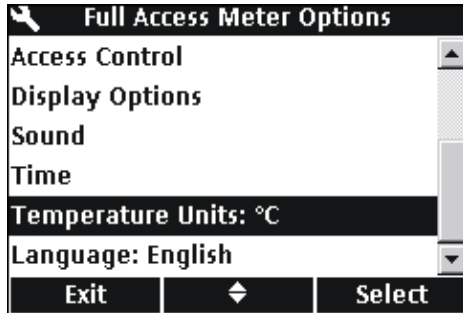 Full Access Meter Options
Access Control
Display Options
Sound
Time
Temperature Units: °C
Language: English
Exit
Select